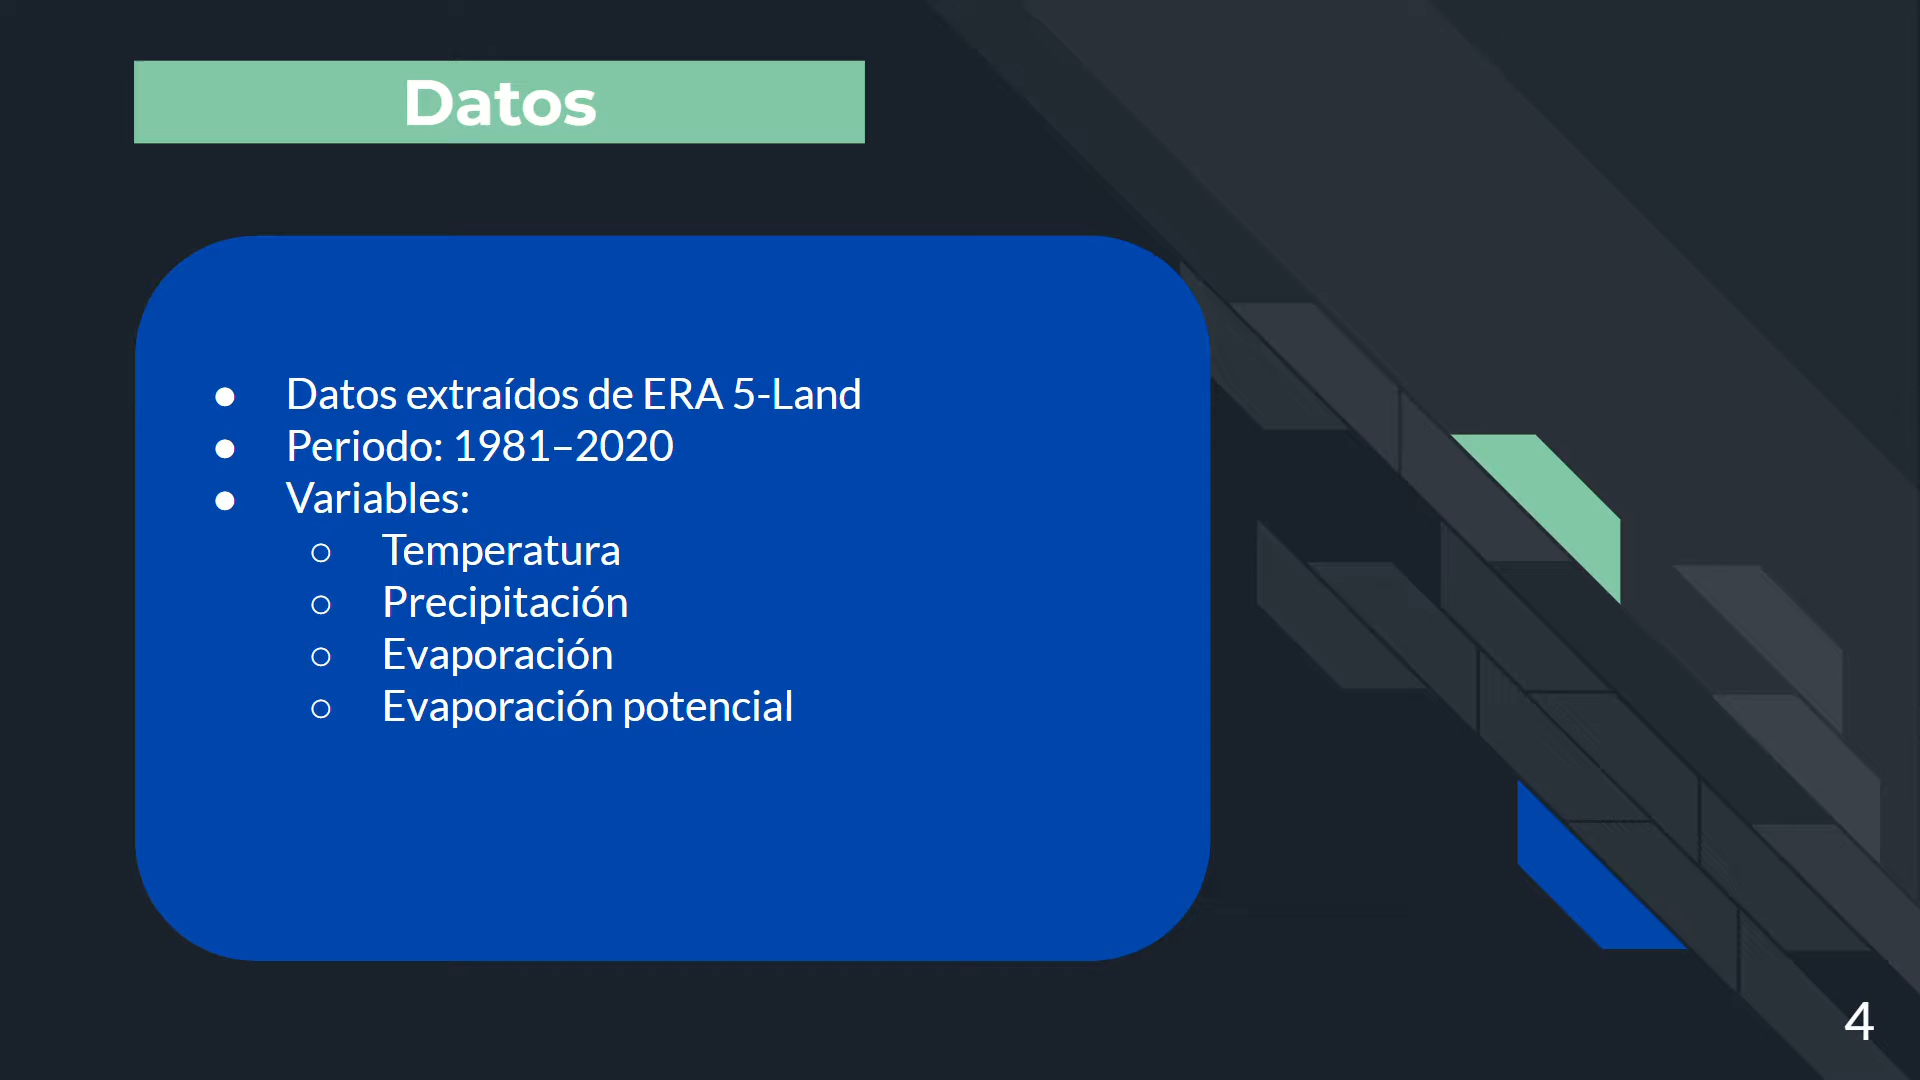 Datos
● Datos extraídos de ERA 5-Land
● Periodo: 1981–2020
● Variables:
○ Temperatura
○ Precipitación
○ Evaporación
○ Evaporación potencial
4